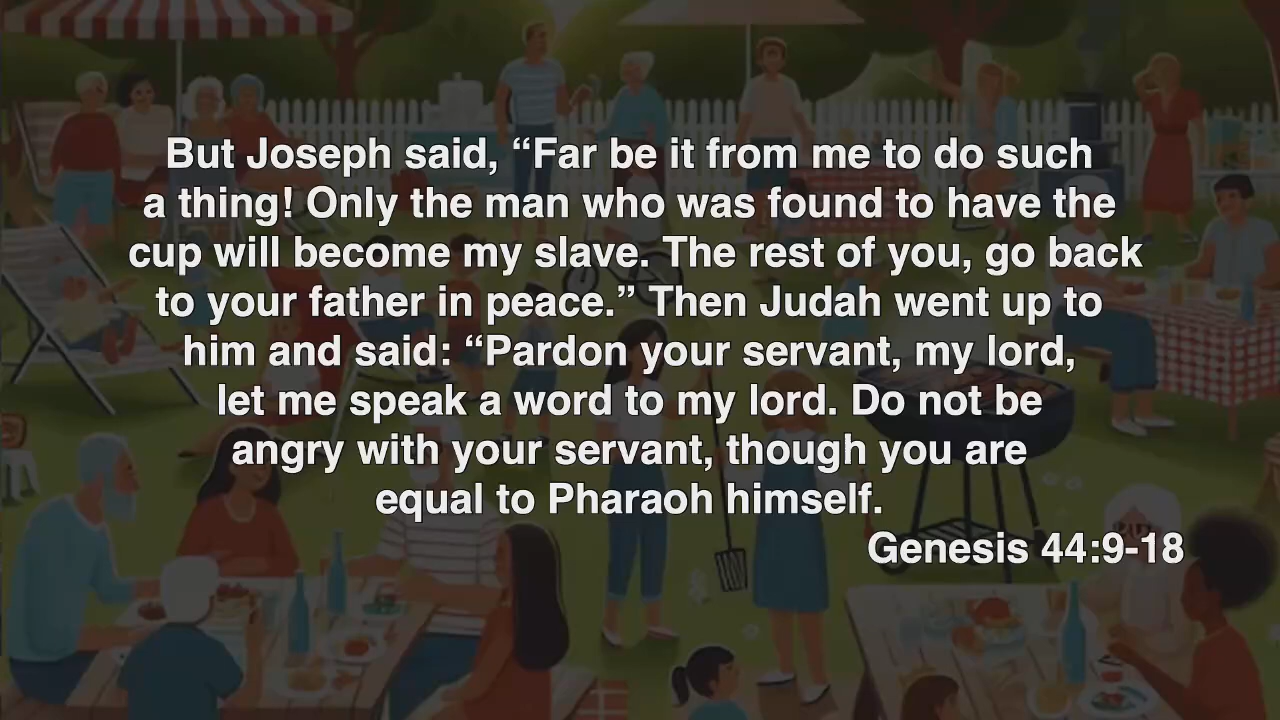 But Joseph said, “Far be it from me to do such
a thing! Only the man who was found to have the
cup will become my slave. The rest of you, go back
to your father in peace.” Then Judah went up to
him and said: “Pardon your servant, my lord,
let me speak a word to my lord. Do not be
angry with your servant, though you are
equal to Pharaoh himself.
Genesis 44:9-18